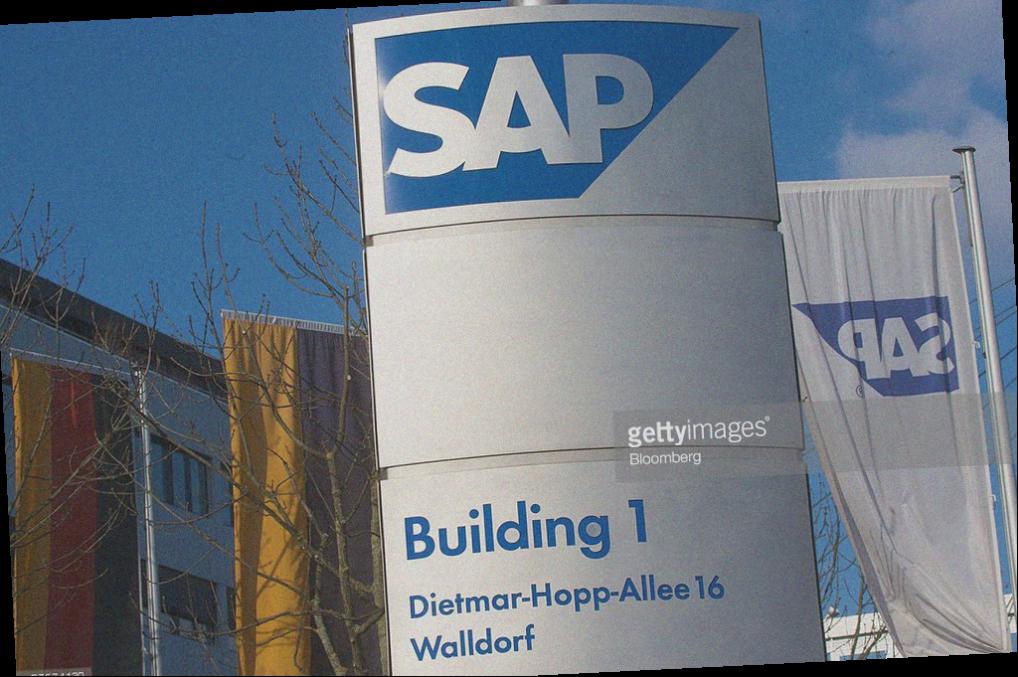 SAP
SAP
gettyimages®
Bloomberg
Building 1
Dietmar-Hopp-Allee 16
Walldorf